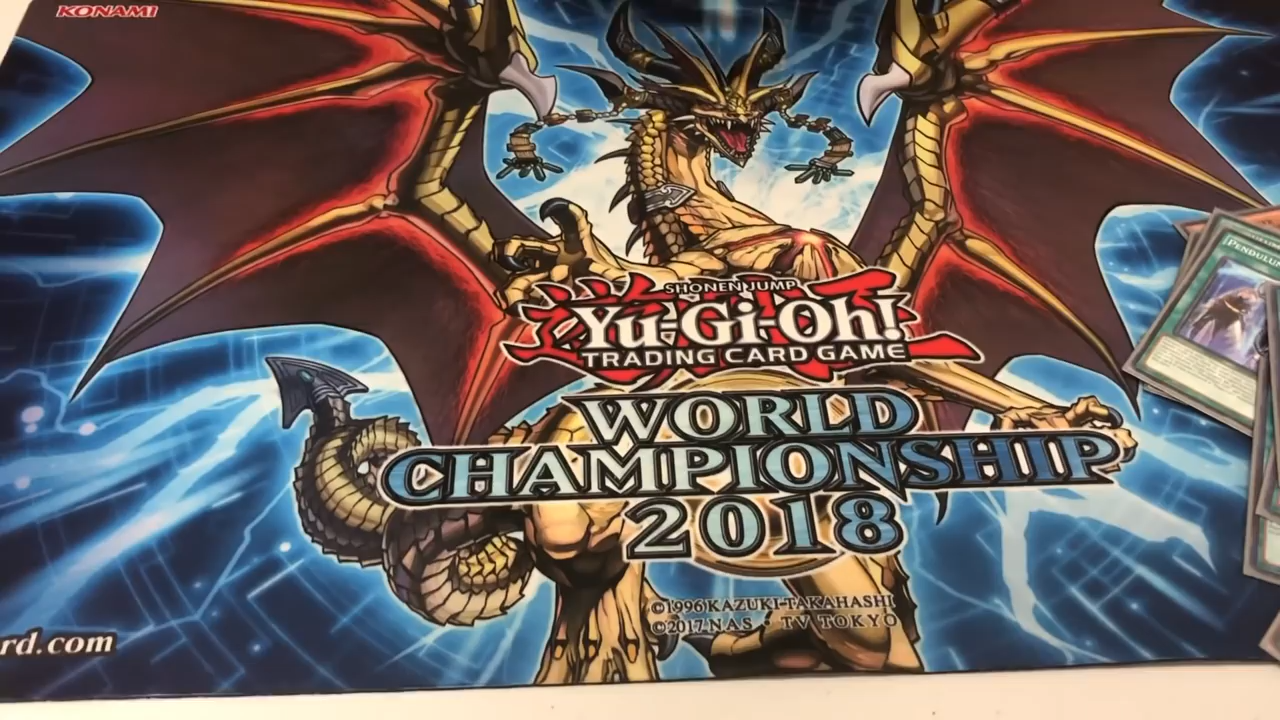 KONAMI
PENDULUM
SHONEN JUMP
Yu-Gi-Oh!
TRADING CARD GAME
WORLD
CHAMPIONSHIP
2018
©1996 KAZUKI TAKAHASHI
©2017 NAS • TV TOKYO
rd.com